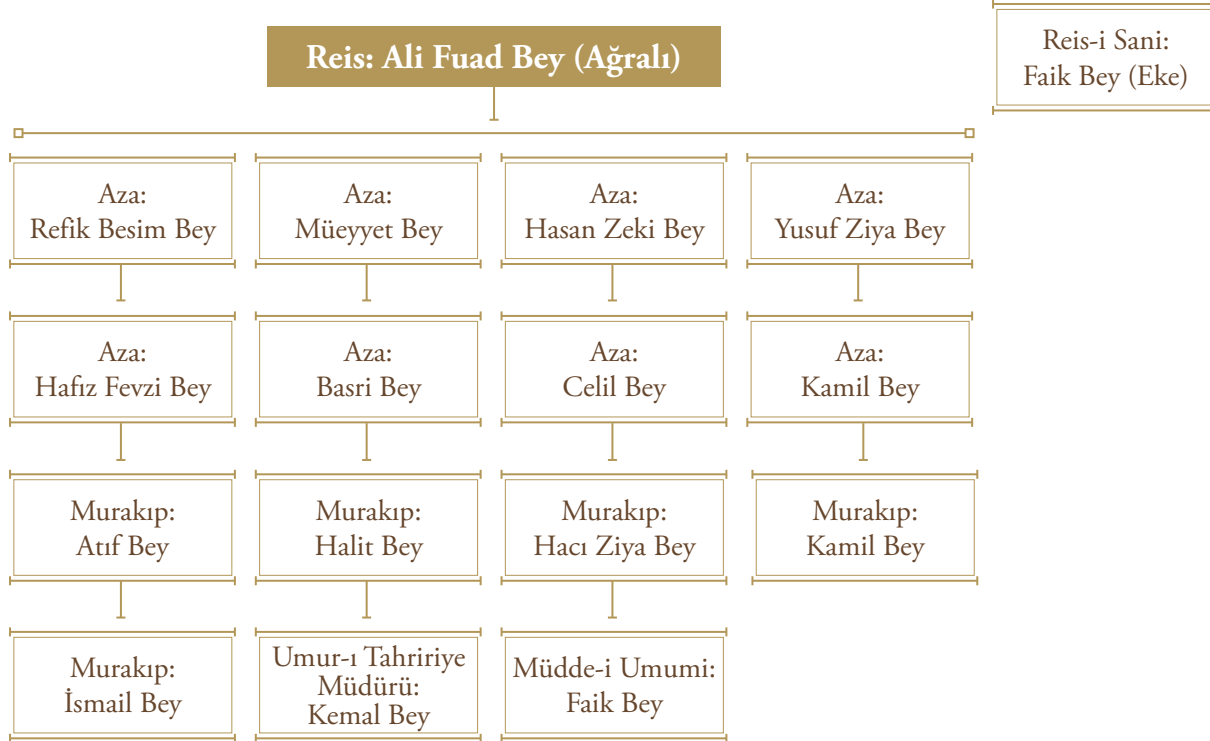 Reis: Ali Fuad Bey (Ağralı)
Reis-i Sani:
Faik Bey (Eke)
Aza:
Refik Besim Bey
Aza:
Müeyyet Bey
Aza:
Hasan Zeki Bey
Aza:
Yusuf Ziya Bey
Aza:
Hafız Fevzi Bey
Aza:
Basri Bey
Aza:
Celil Bey
Aza:
Kamil Bey
Murakıp:
Atıf Bey
Murakıp:
Halit Bey
Murakıp:
Hacı Ziya Bey
Murakıp:
Kamil Bey
Murakıp:
İsmail Bey
Umur-ı Tahririye
Müdürü:
Kemal Bey
Müdde-i Umumi:
Faik Bey